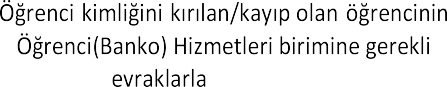 Öğrenci kimliğini kırılan/kayıp olan öğrencinin
Öğrenci(Banko) Hizmetleri birimine gerekli
evraklarla